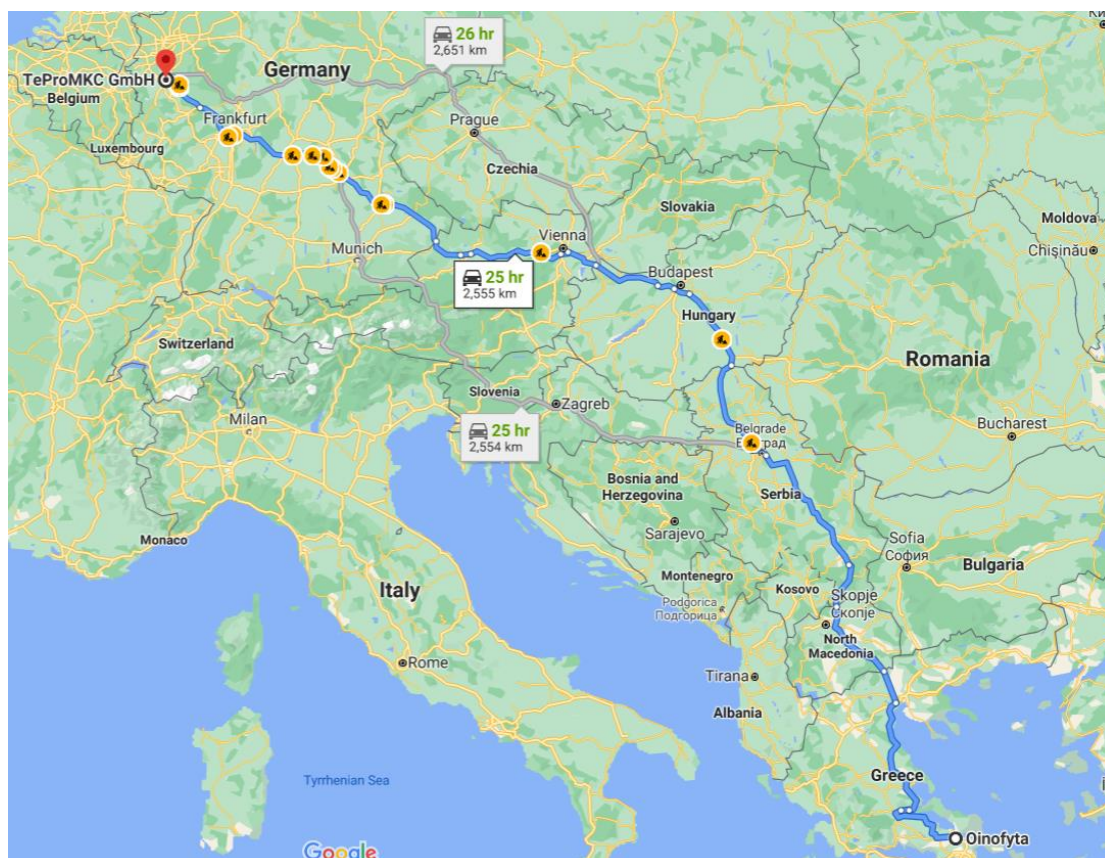 26 hr
2,651 km
Germany
TeProMKC GmbH
Belgium
Frankfurt
Luxembourg
Prague
Czechia
Slovakia
Moldova
Chișinău
Vienna
Munich
25 hr
2,555 km
Budapest
Hungary
Switzerland
Romania
Slovenia
Zagreb
Milan
25 hr
2,554 km
Belgrade
Bucharest
Bosnia and
Herzegovina
Serbia
Sarajevo
Monaco
Sofia
София
Bulgaria
Montenegro
Kosovo
Italy
Podgorica
Подгорица
Skopje
Скопје
North
Macedonia
Rome
Tirana
Albania
Tyrrhenian Sea
Greece
Oinofyta
Google